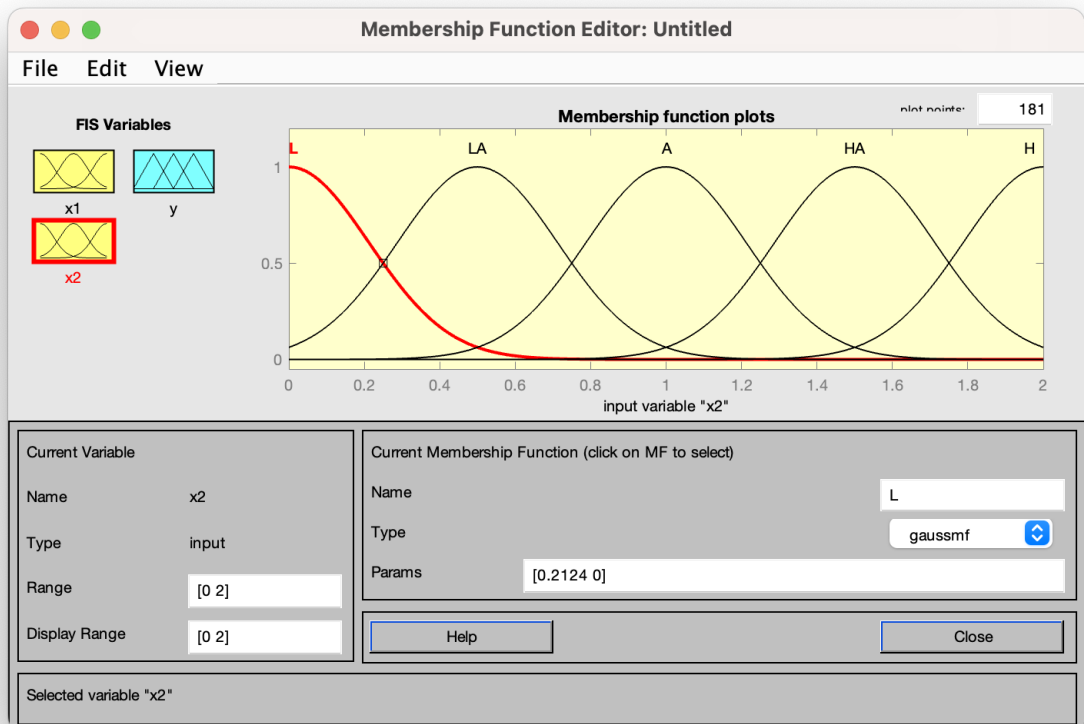 Membership Function Editor: Untitled
File Edit View
FIS Variables
x1 y
x2
Membership function plots
plot points: 181
L LA A HA H
1
0.5
0
0 0.2 0.4 0.6 0.8 1 1.2 1.4 1.6 1.8 2
input variable "x2"
Current Variable
Name x2
Type input
Range [0 2]
Display Range [0 2]
Current Membership Function (click on MF to select)
Name L
Type gaussmf
Params [0.2124 0]
Help Close
Selected variable "x2"